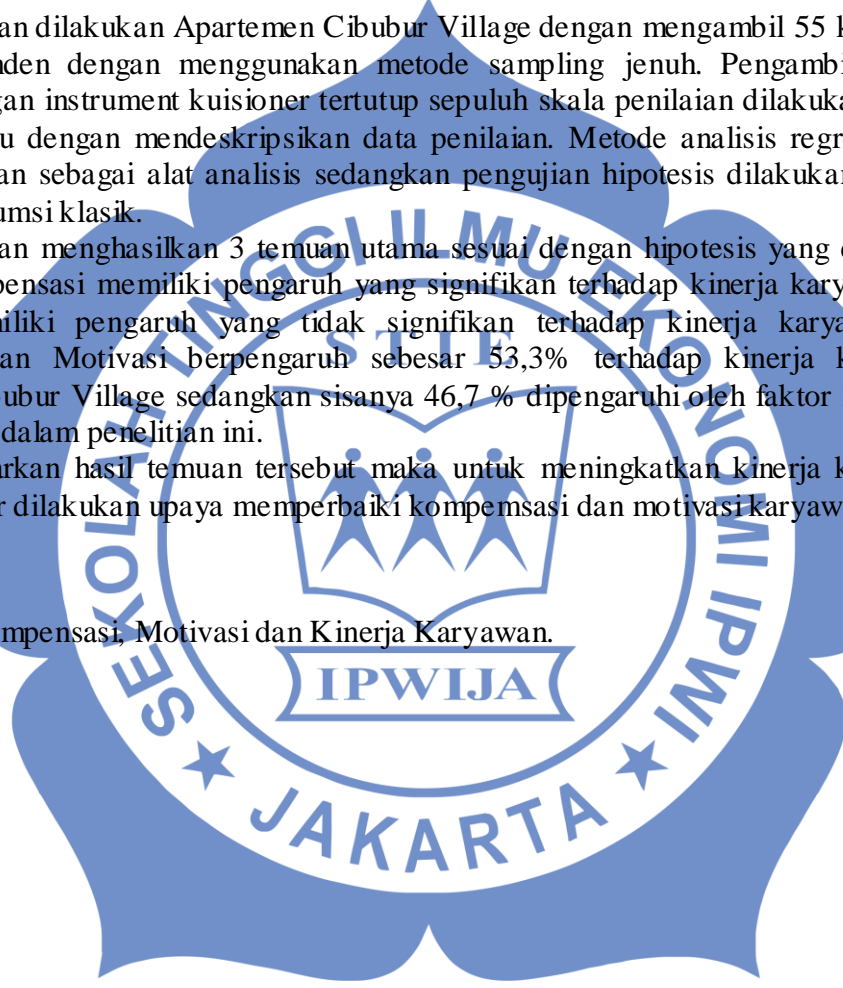 an dilakukan Apartemen Cibubur Village dengan mengambil 55 k
nden dengan menggunakan metode sampling jenuh. Pengambi
gan instrument kuisioner tertutup sepuluh skala penilaian dilakuka
u dengan mendeskripsikan data penilaian. Metode analisis regr
an sebagai alat analisis sedangkan pengujian hipotesis dilakukan
umsi klasik.
an menghasilkan 3 temuan utama sesuai dengan hipotesis yang
pensasi memiliki pengaruh yang signifikan terhadap kinerja kary
iliki pengaruh yang tidak signifikan terhadap kinerja karya
an Motivasi berpengaruh sebesar 53,3% terhadap kinerja k
ubur Village sedangkan sisanya 46,7 % dipengaruhi oleh faktor
dalam penelitian ini.
arkan hasil temuan tersebut maka untuk meningkatkan kinerja k
r dilakukan upaya memperbaiki kompemsasi dan motivasi karyaw
mpensasi, Motivasi dan Kinerja Karyawan.
SEKOLAH TINGGI ILMU EKONOMI IPWI
STIE
IPWIJA
JAKARTA